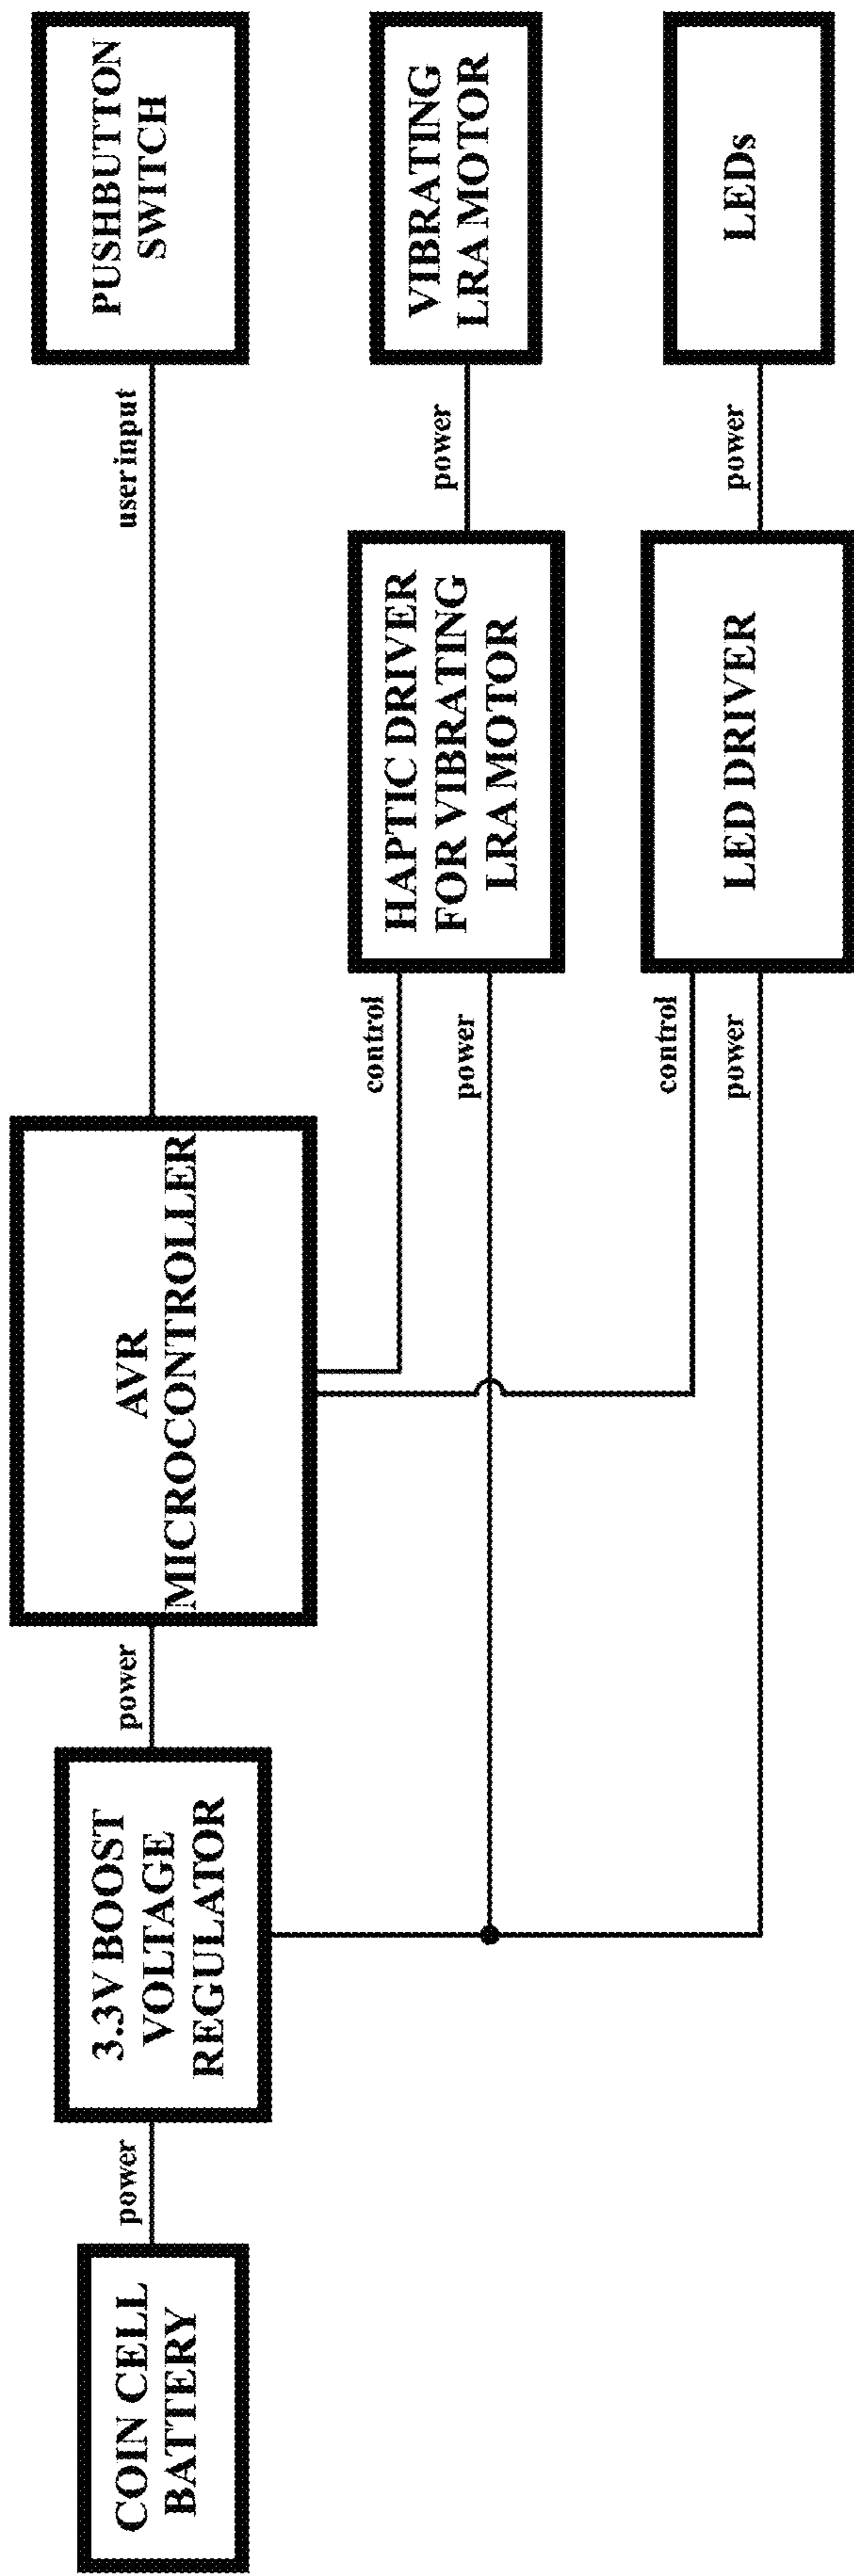 COIN CELL
BATTERY
power
3.3V BOOST
VOLTAGE
REGULATOR
power
AVR
MICROCONTROLLER
user input
PUSHBUTTON
SWITCH
control
power
HAPTIC DRIVER
FOR VIBRATING
LRA MOTOR
power
VIBRATING
LRA MOTOR
control
power
LED DRIVER
power
LEDs